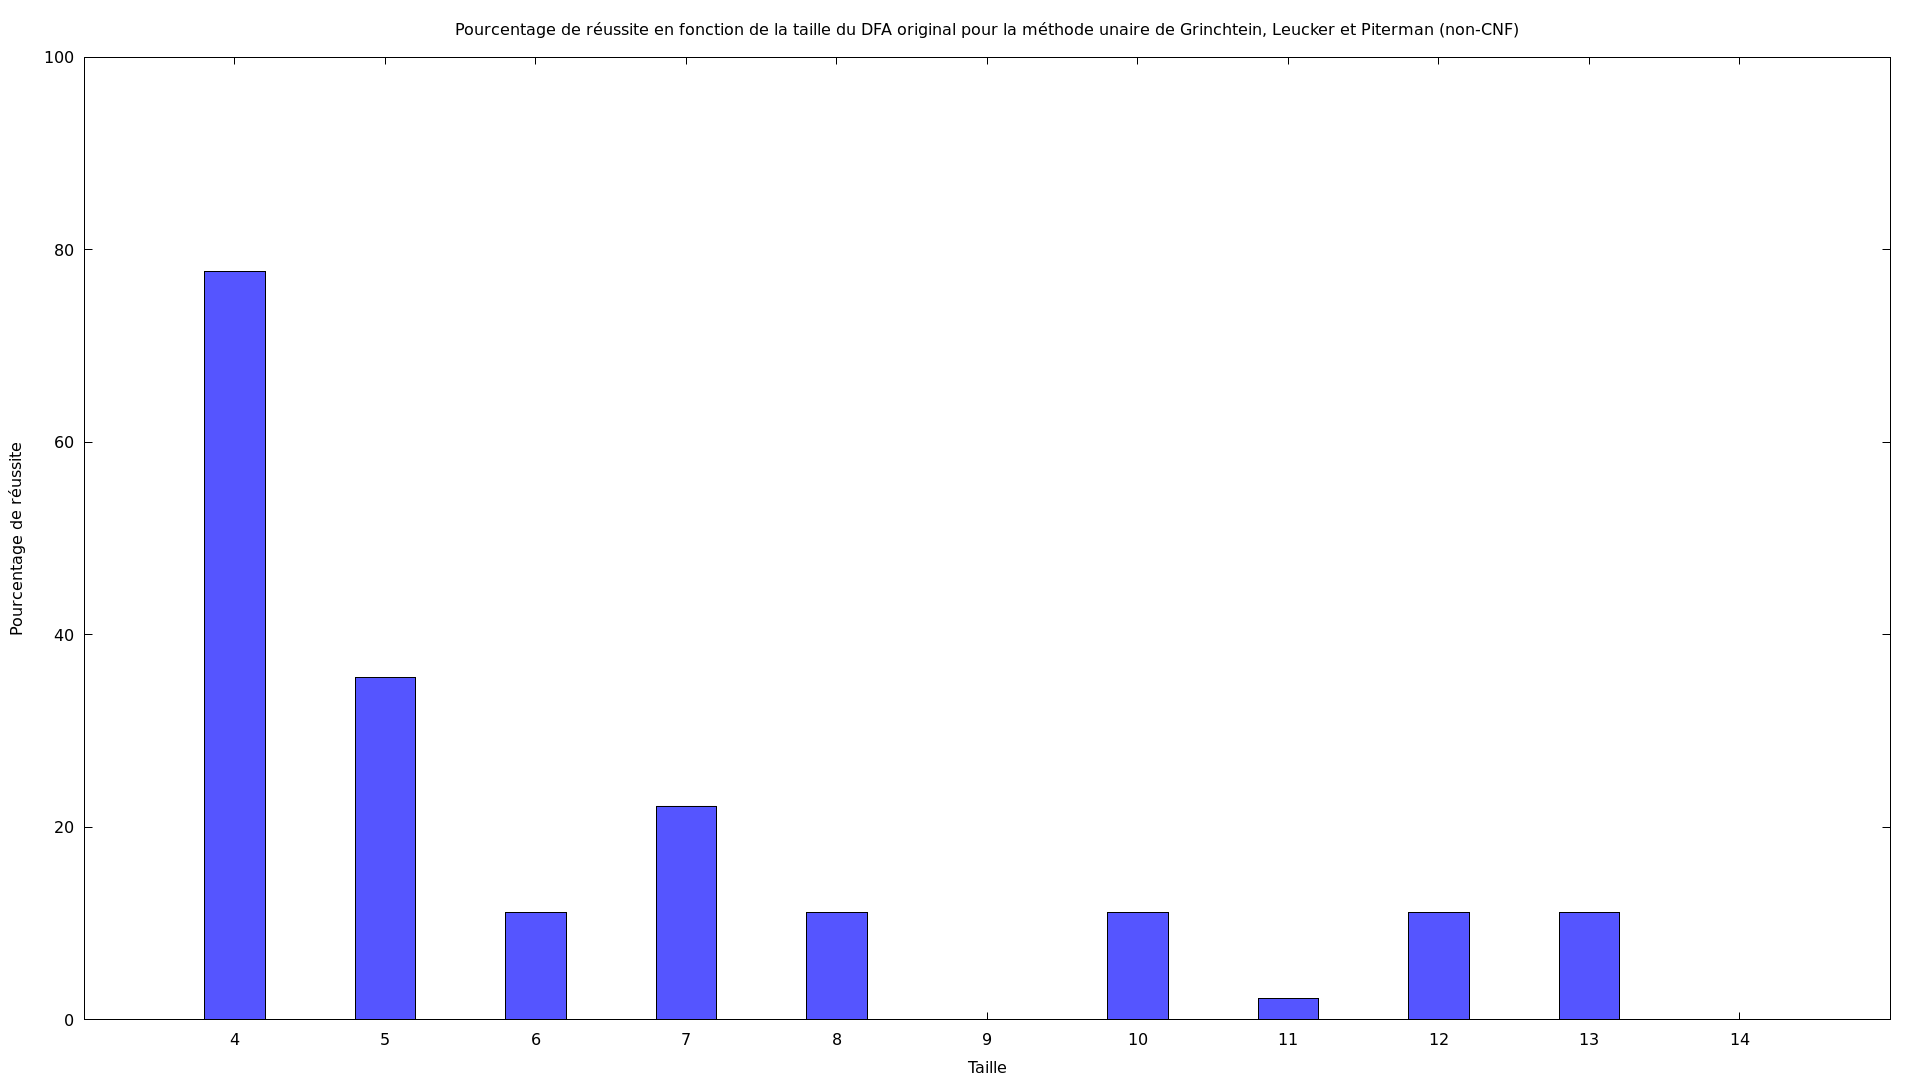 Pourcentage de réussite en fonction de la taille du DFA original pour la méthode unaire de Grinchtein, Leucker et Piterman (non-CNF)
100
80
60
40
20
0
Pourcentage de réussite
4 5 6 7 8 9 10 11 12 13 14
Taille